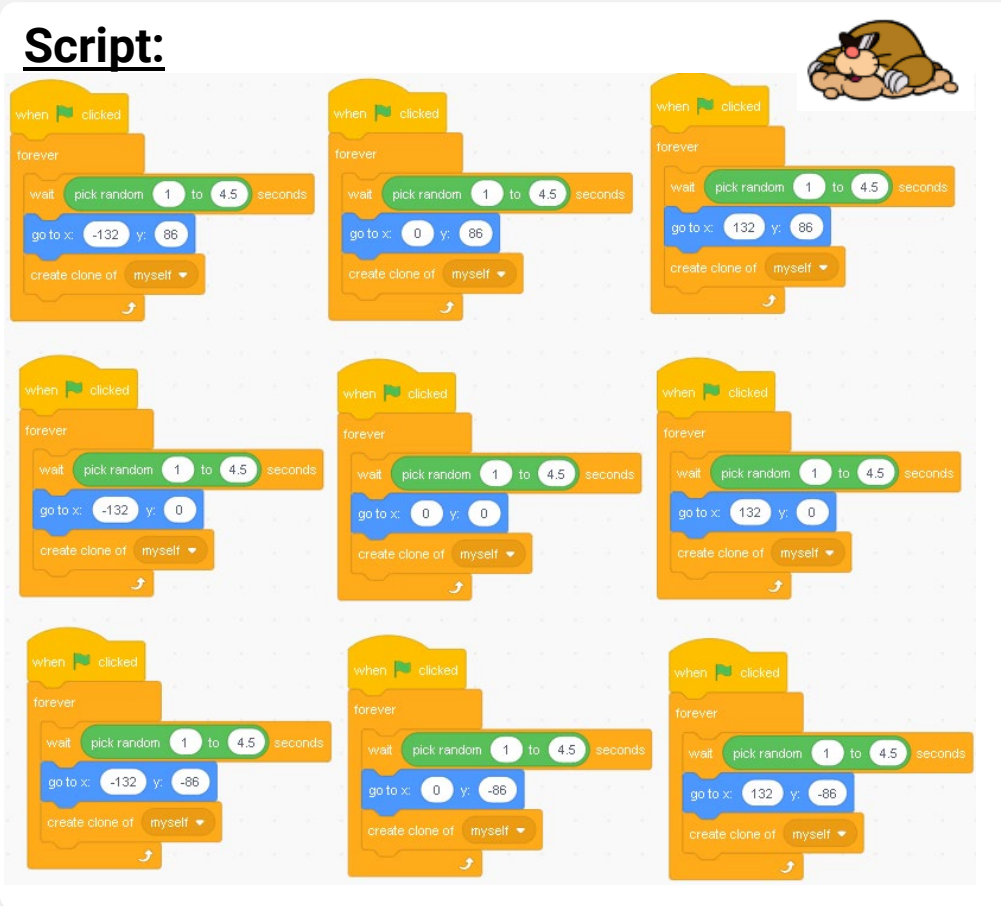 Script:
when clicked
forever
wait pick random 1 to 4.5 seconds
go to x: -132 y: 86
create clone of myself
when clicked
forever
wait pick random 1 to 4.5 seconds
go to x: 0 y: 86
create clone of myself
when clicked
forever
wait pick random 1 to 4.5 seconds
go to x: 132 y: 86
create clone of myself
when clicked
forever
wait pick random 1 to 4.5 seconds
go to x: -132 y: 0
create clone of myself
when clicked
forever
wait pick random 1 to 4.5 seconds
go to x: 0 y: 0
create clone of myself
when clicked
forever
wait pick random 1 to 4.5 seconds
go to x: 132 y: 0
create clone of myself
when clicked
forever
wait pick random 1 to 4.5 seconds
go to x: -132 y: -86
create clone of myself
when clicked
forever
wait pick random 1 to 4.5 seconds
go to x: 0 y: -86
create clone of myself
when clicked
forever
wait pick random 1 to 4.5 seconds
go to x: 132 y: -86
create clone of myself